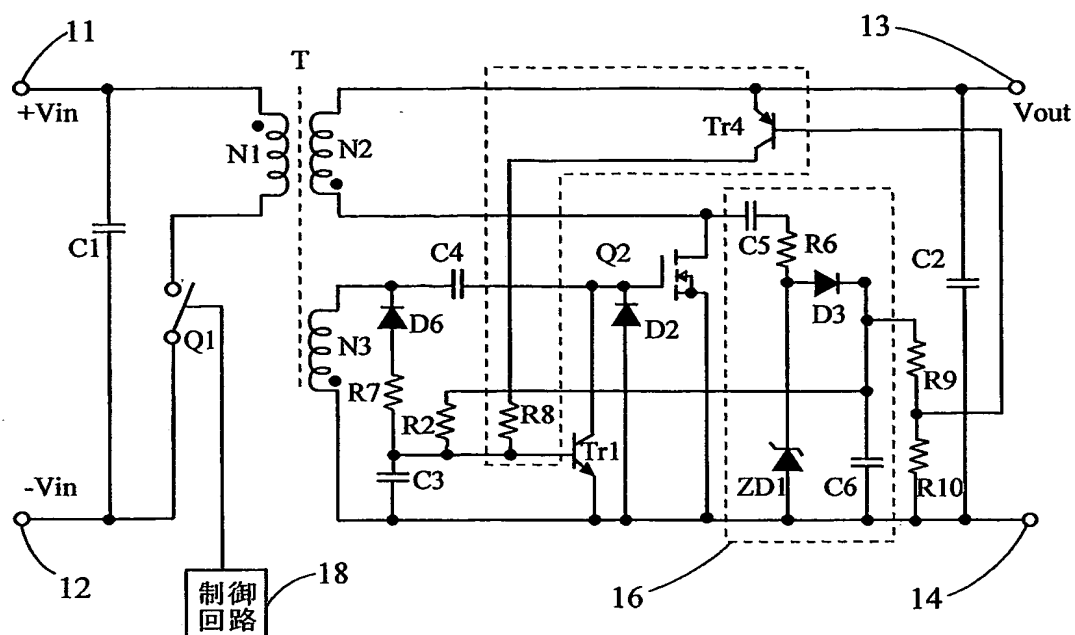 11
18
13
T
+Vin
Vout
Tr4
N1
N2
C1
C4
Q2
C5
R6
C2
D6
D2
D3
Q1
N3
R7
R2
R8
R9
Tr1
C3
ZD1
C6
R10
-Vin
12
制御
回路
18
16
14